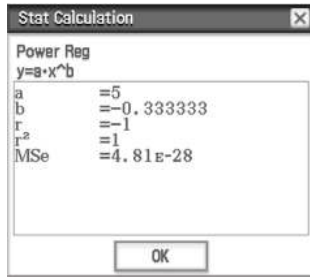 Stat Calculation
Power Reg
y=a·x^b
a =5
b =-0.333333
r =-1
r² =1
MSe =4.81E-28
OK